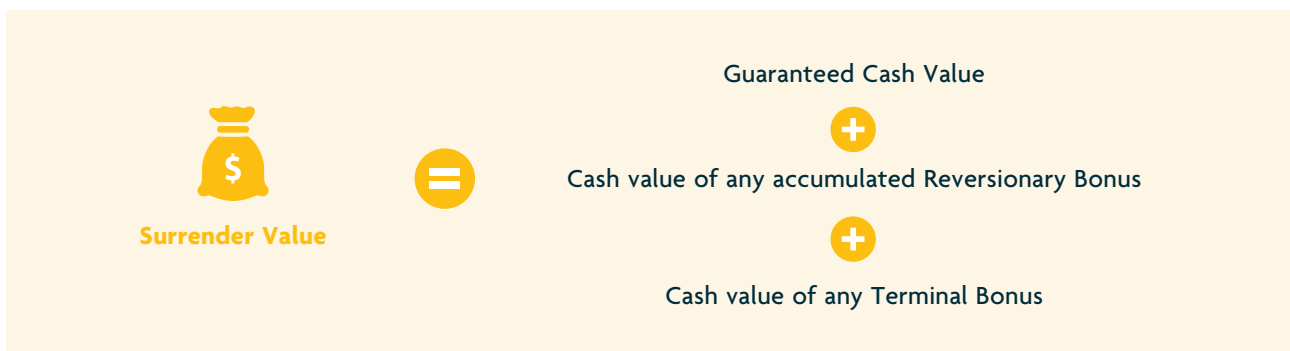 Guaranteed Cash Value
+
Cash value of any accumulated Reversionary Bonus
$
=
Surrender Value
+
Cash value of any Terminal Bonus